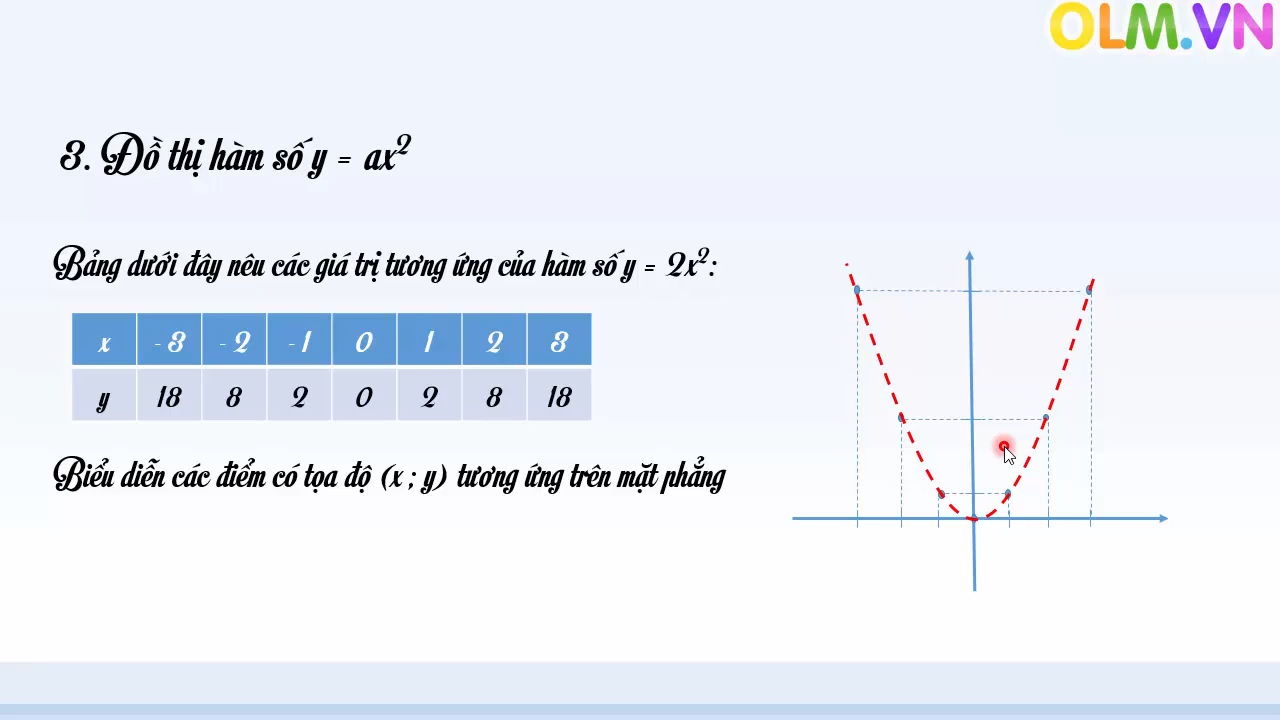 OLM.VN
3. Đồ thị hàm số y = ax²
Bảng dưới đây nêu các giá trị tương ứng của hàm số y = 2x²:
x - 3 - 2 - 1 0 1 2 3
y 18 8 2 0 2 8 18
Biểu diễn các điểm có tọa độ (x ; y) tương ứng trên mặt phẳng